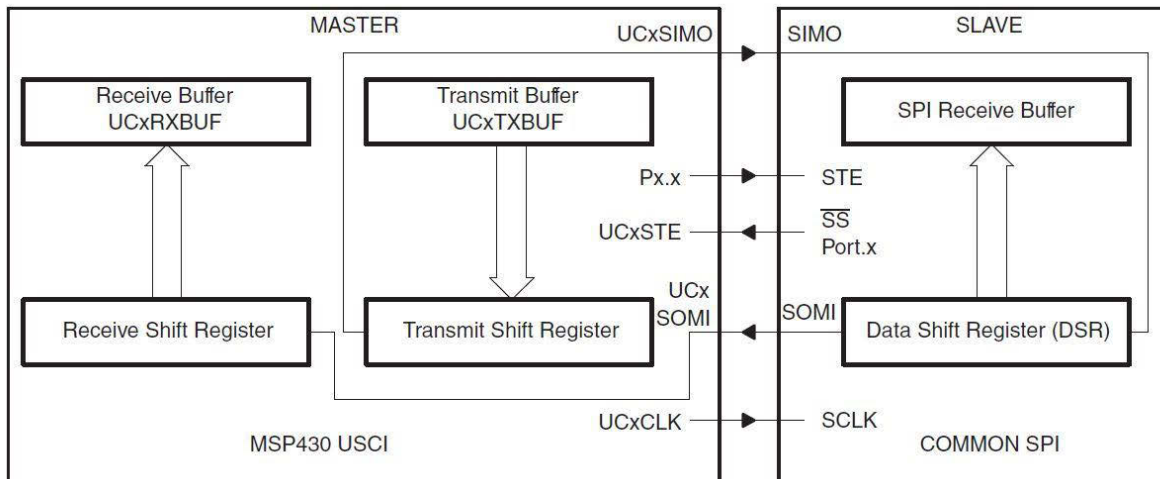 MASTER
SLAVE
UCxSIMO
SIMO
Receive Buffer
UCxRXBUF
Transmit Buffer
UCxTXBUF
SPI Receive Buffer
Px.x
STE
UCxSTE
SS
Port.x
Receive Shift Register
Transmit Shift Register
UCx
SOMI
SOMI
Data Shift Register (DSR)
UCxCLK
SCLK
MSP430 USCI
COMMON SPI